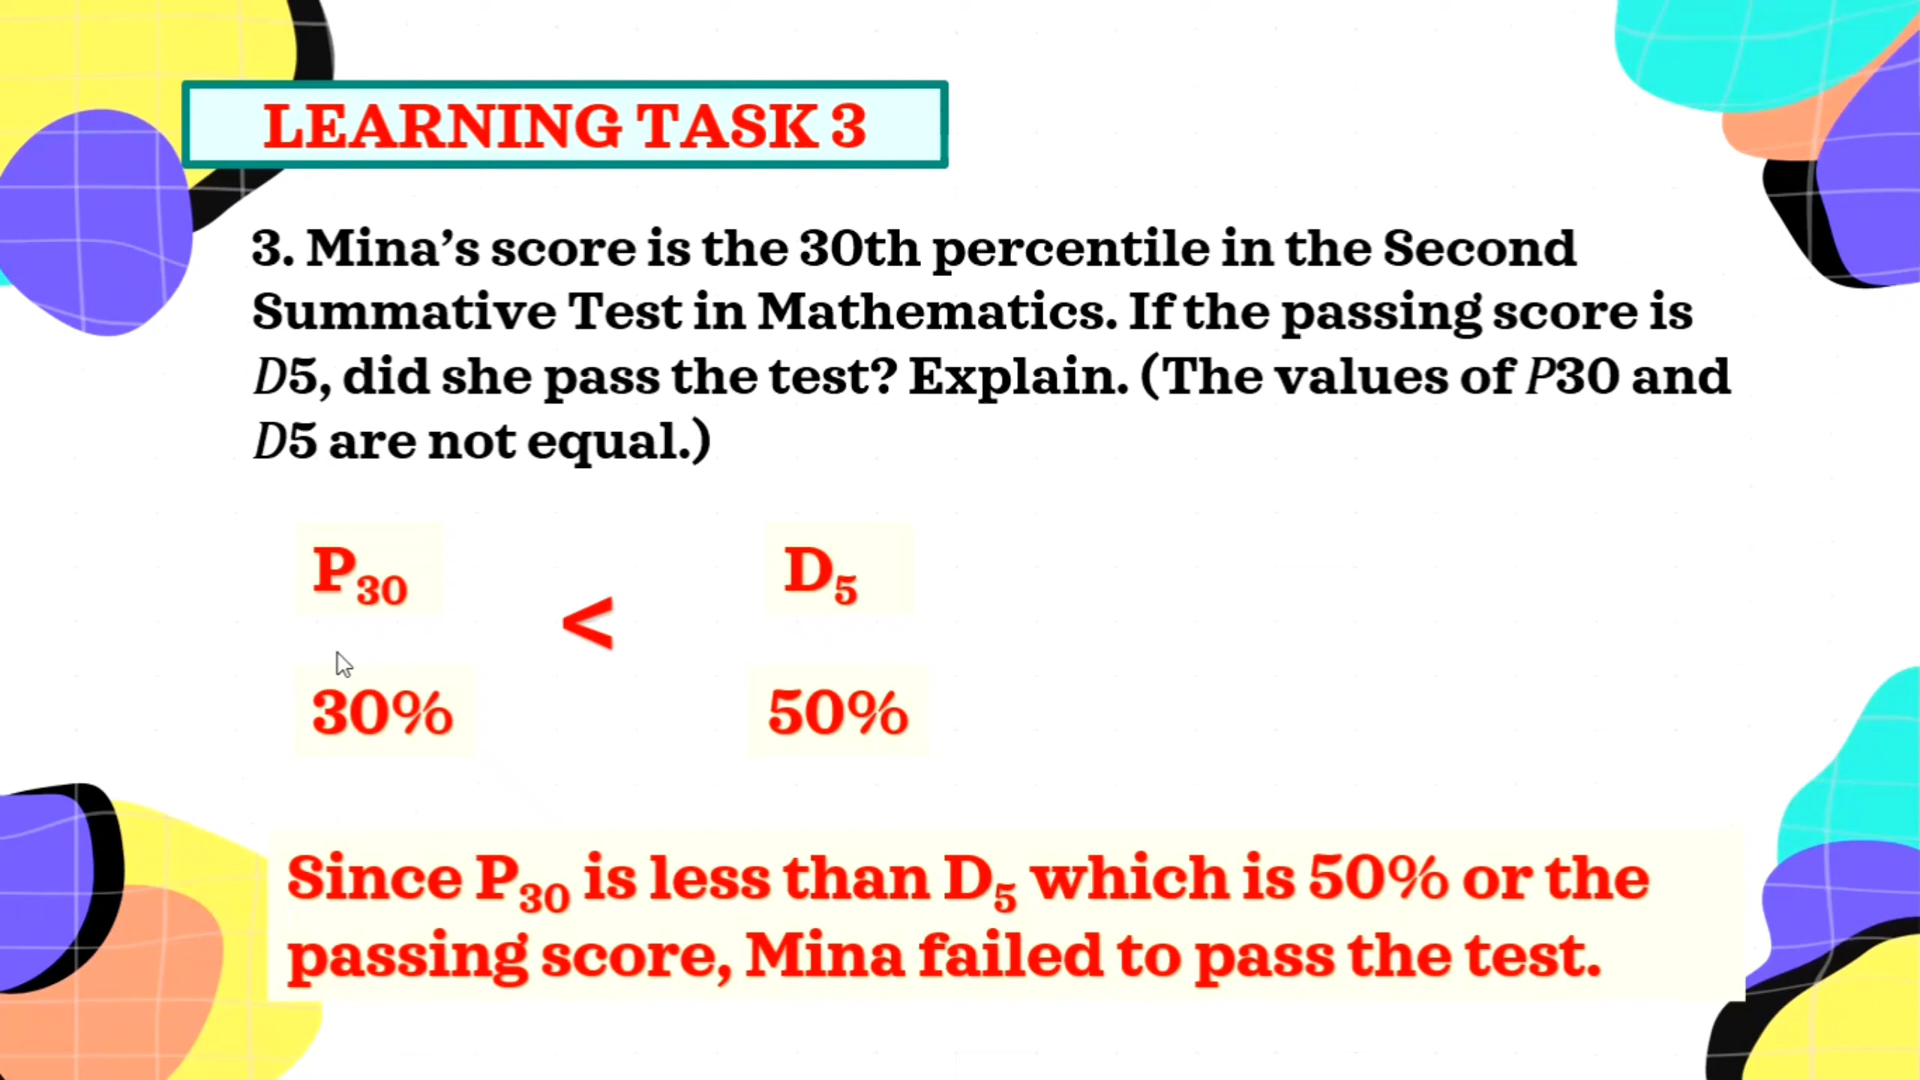 LEARNING TASK 3
3. Mina’s score is the 30th percentile in the Second
Summative Test in Mathematics. If the passing score is
D5, did she pass the test? Explain. (The values of P30 and
D5 are not equal.)
P30 < D5
30% 50%
Since P30 is less than D5 which is 50% or the
passing score, Mina failed to pass the test.